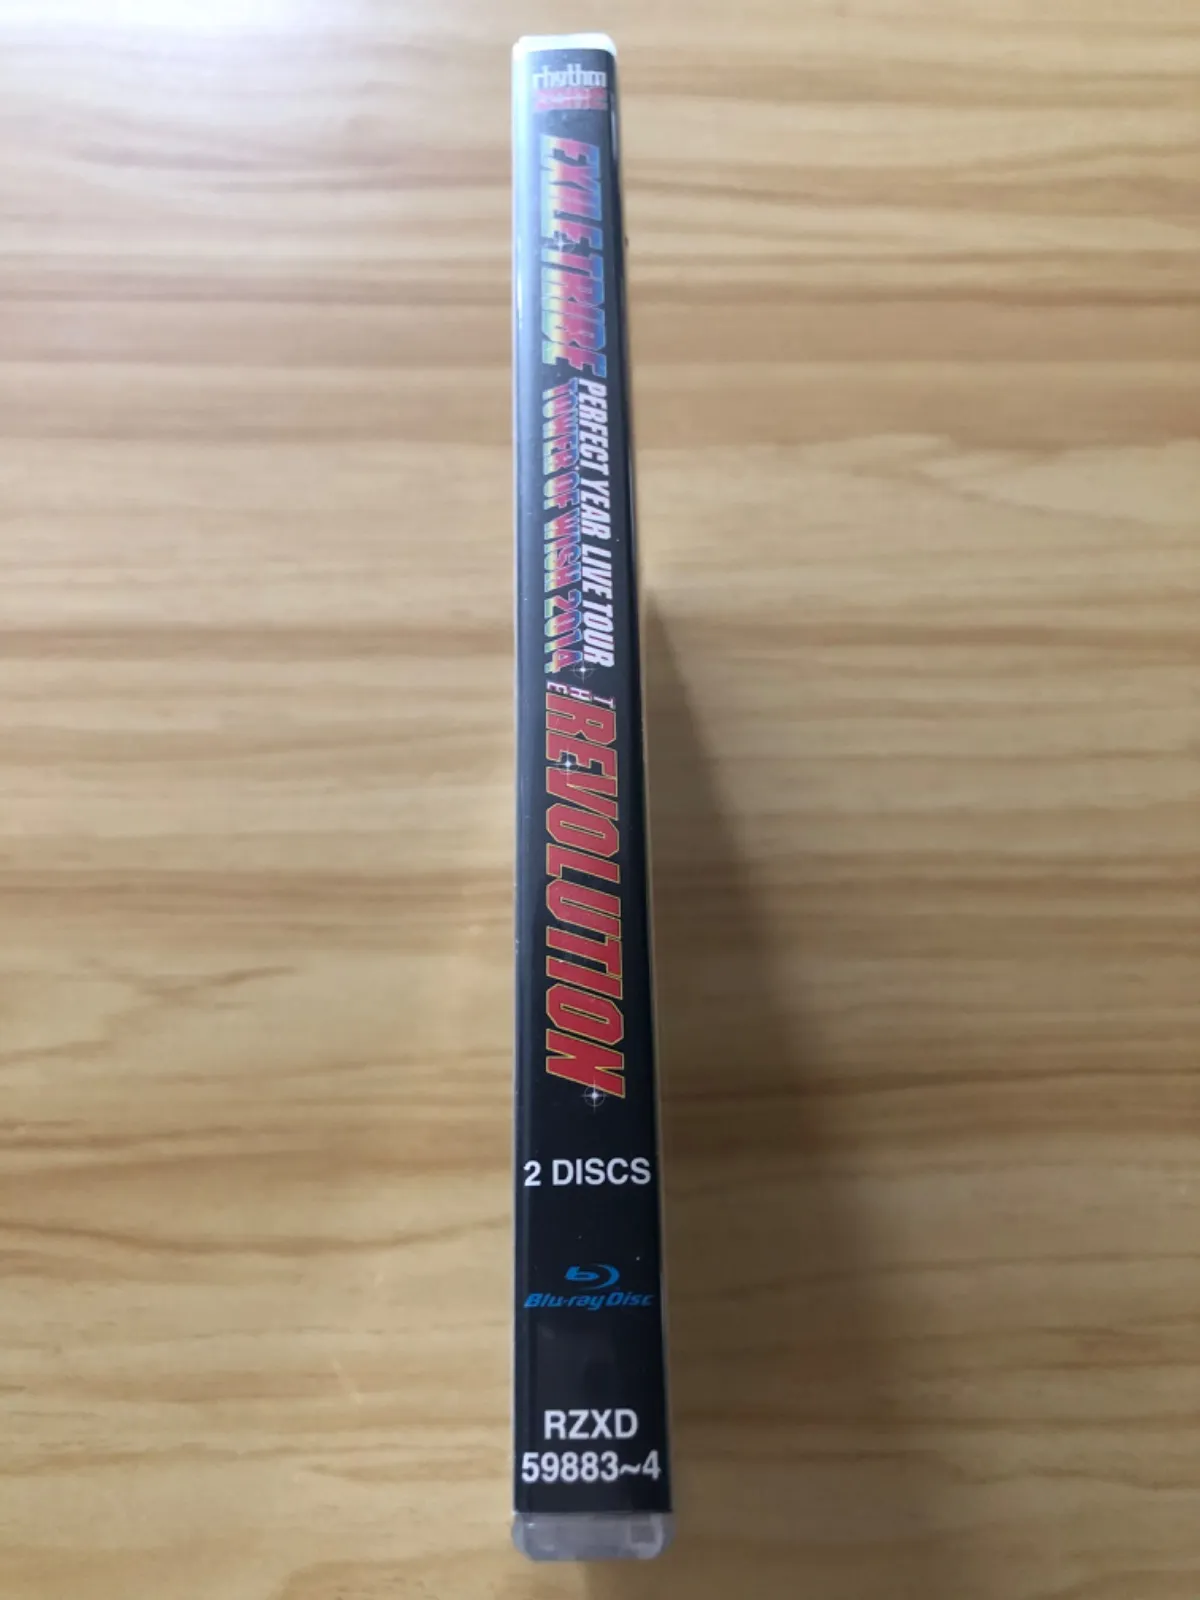 rhythm
ZONE
EXILE TRIBE
PERFECT YEAR LIVE TOUR
TOWER OF WISH 2014
THE
REVOLUTION
2 DISCS
Blu-ray Disc
RZXD
59883~4